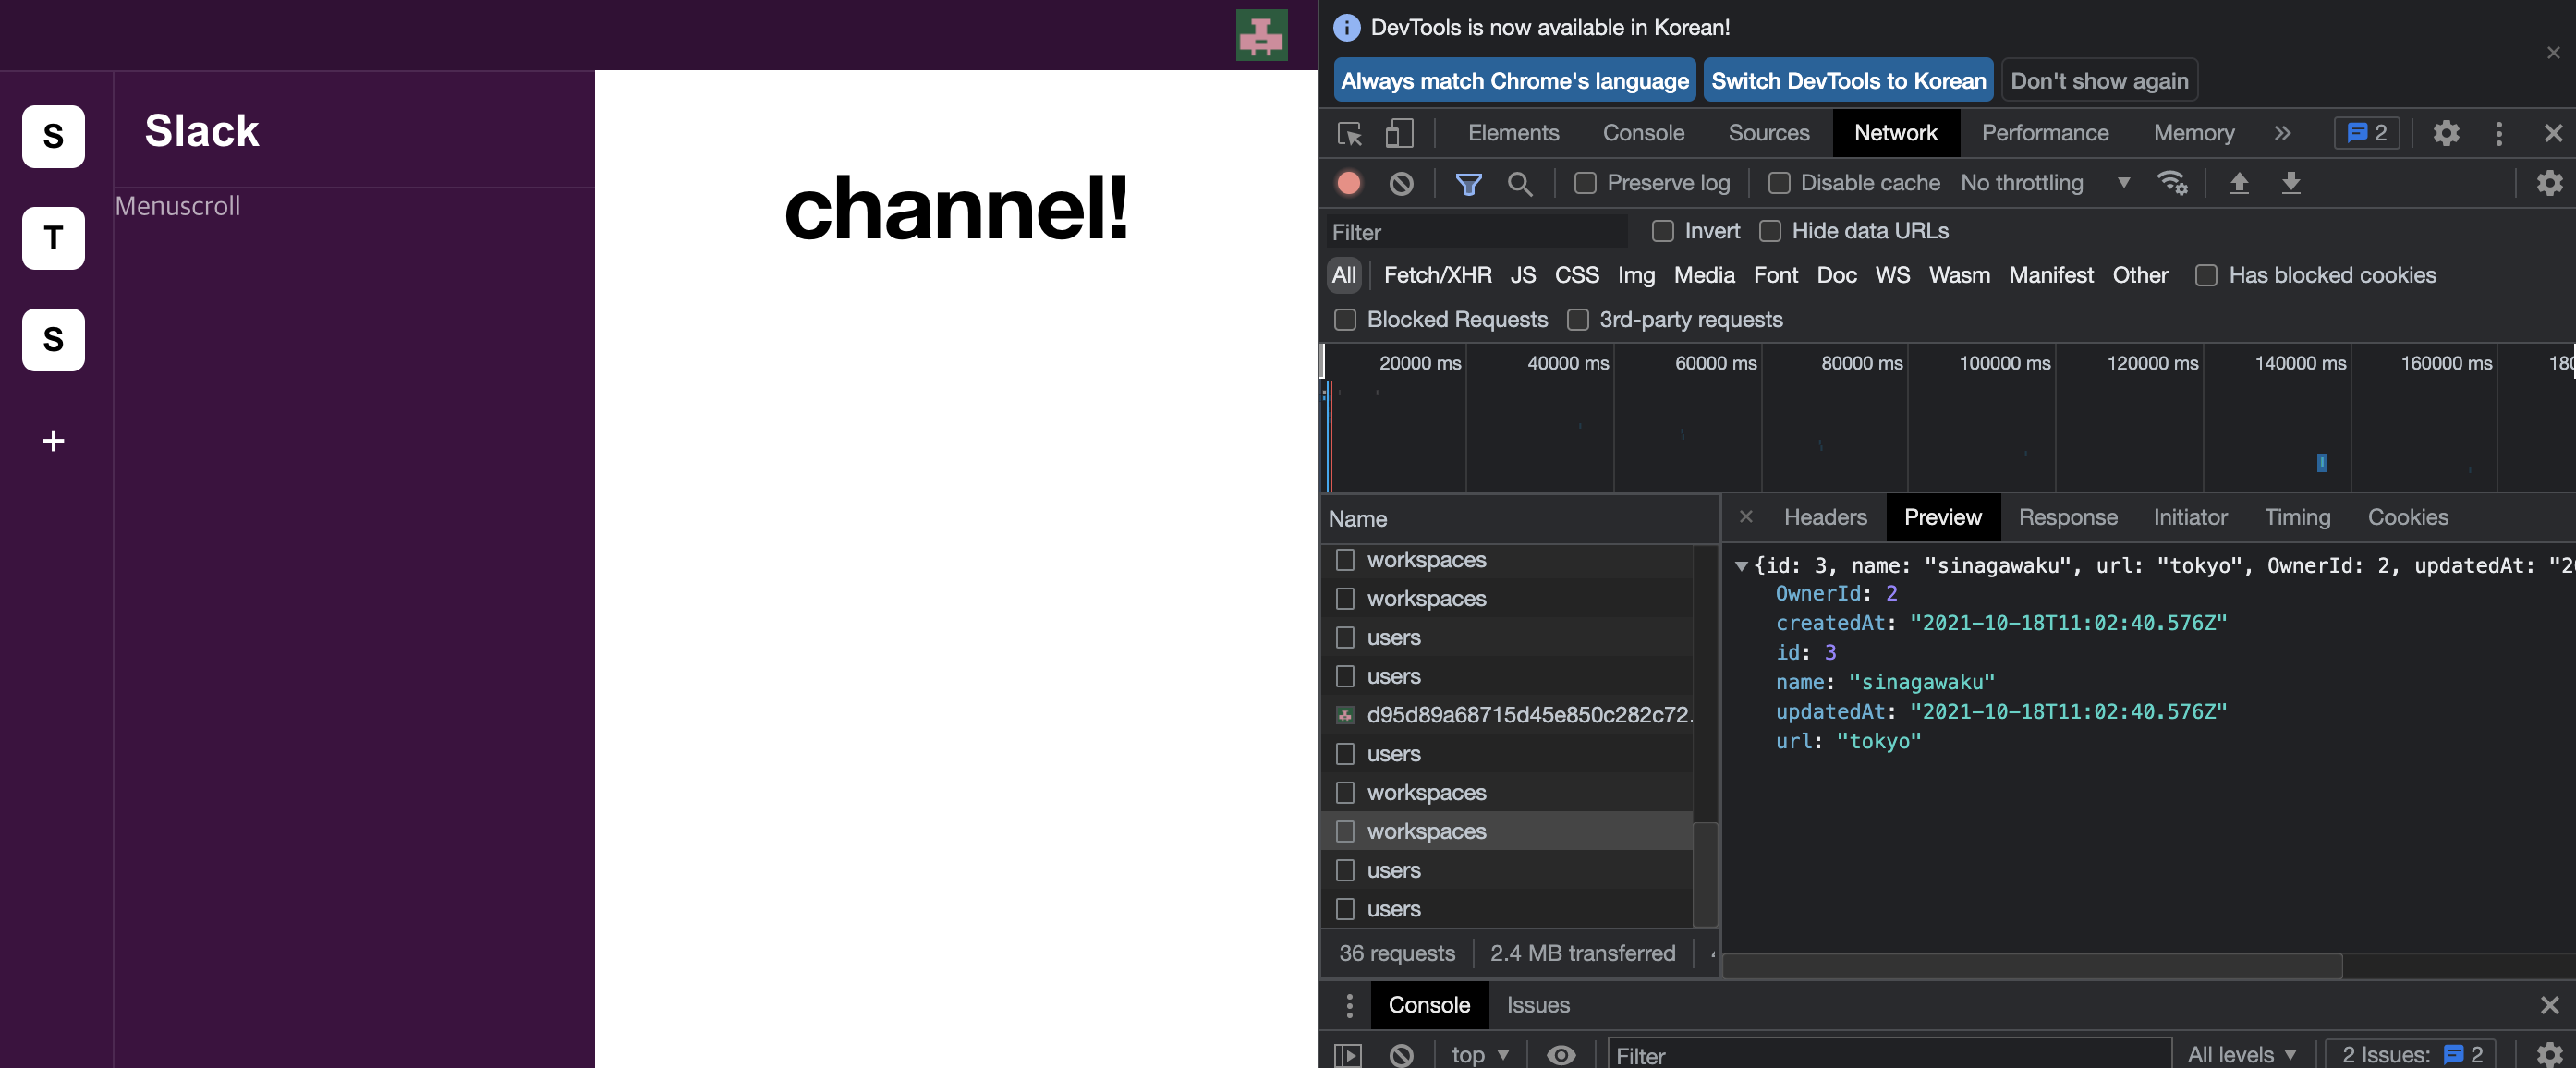 S
T
S
+
Slack
Menuscroll
channel!
DevTools is now available in Korean!
Always match Chrome's language Switch DevTools to Korean Don't show again
Elements Console Sources Network Performance Memory » 2
Preserve log Disable cache No throttling
Filter Invert Hide data URLs
All Fetch/XHR JS CSS Img Media Font Doc WS Wasm Manifest Other Has blocked cookies
Blocked Requests 3rd-party requests
20000 ms 40000 ms 60000 ms 80000 ms 100000 ms 120000 ms 140000 ms 160000 ms
Name
workspaces
workspaces
users
users
d95d89a68715d45e850c282c72.
users
workspaces
workspaces
users
users
36 requests 2.4 MB transferred
Headers Preview Response Initiator Timing Cookies
{id: 3, name: "sinagawaku", url: "tokyo", OwnerId: 2, updatedAt: "2
OwnerId: 2
createdAt: "2021-10-18T11:02:40.576Z"
id: 3
name: "sinagawaku"
updatedAt: "2021-10-18T11:02:40.576Z"
url: "tokyo"
Console Issues
top Filter All levels 2 Issues: 2